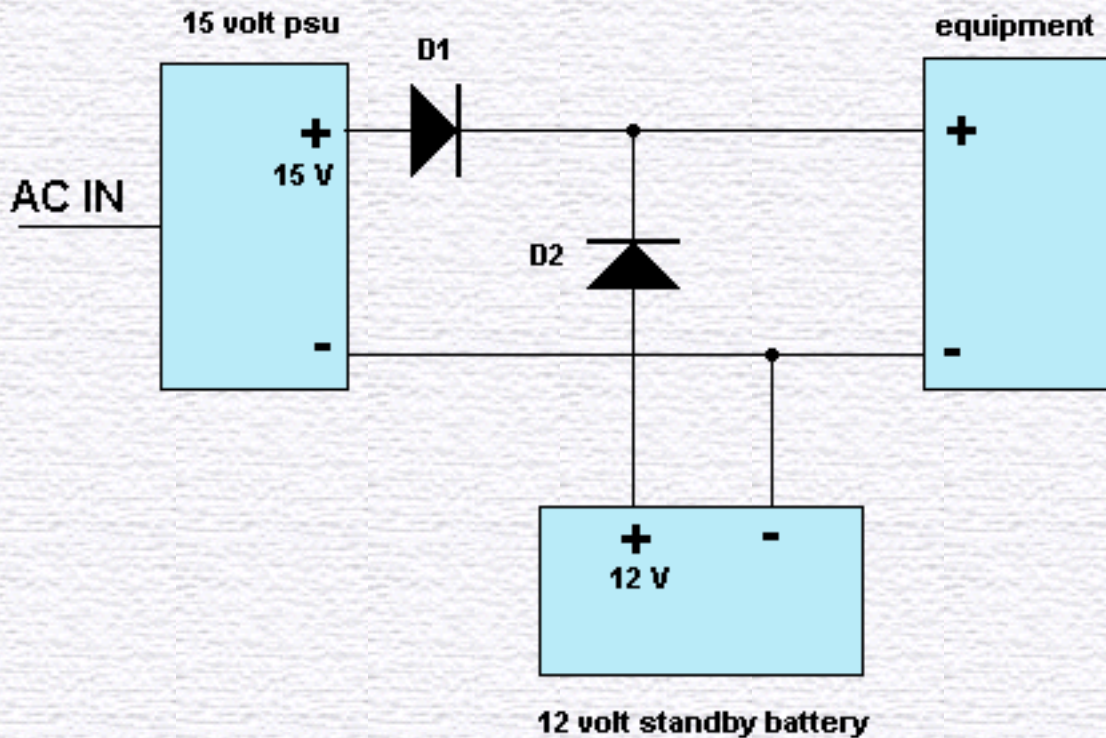 15 volt psu
equipment
D1
+
+
15 V
AC IN
D2
-
-
+
-
12 V
12 volt standby battery